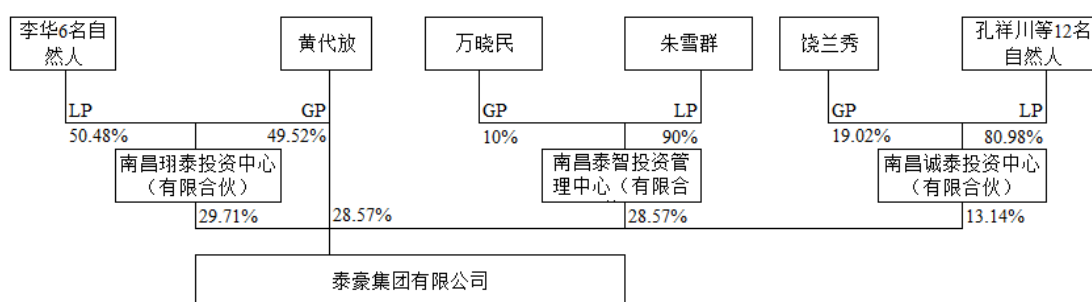 李华6名自
然人
黄代放
万晓民
朱雪群
饶兰秀
孔祥川等12名
自然人
LP
GP
GP
LP
GP
LP
50.48%
49.52%
10%
90%
19.02%
80.98%
南昌珝泰投资中心
（有限合伙）
南昌泰智投资管
理中心（有限合
南昌诚泰投资中心
（有限合伙）
29.71%
28.57%
28.57%
13.14%
泰豪集团有限公司